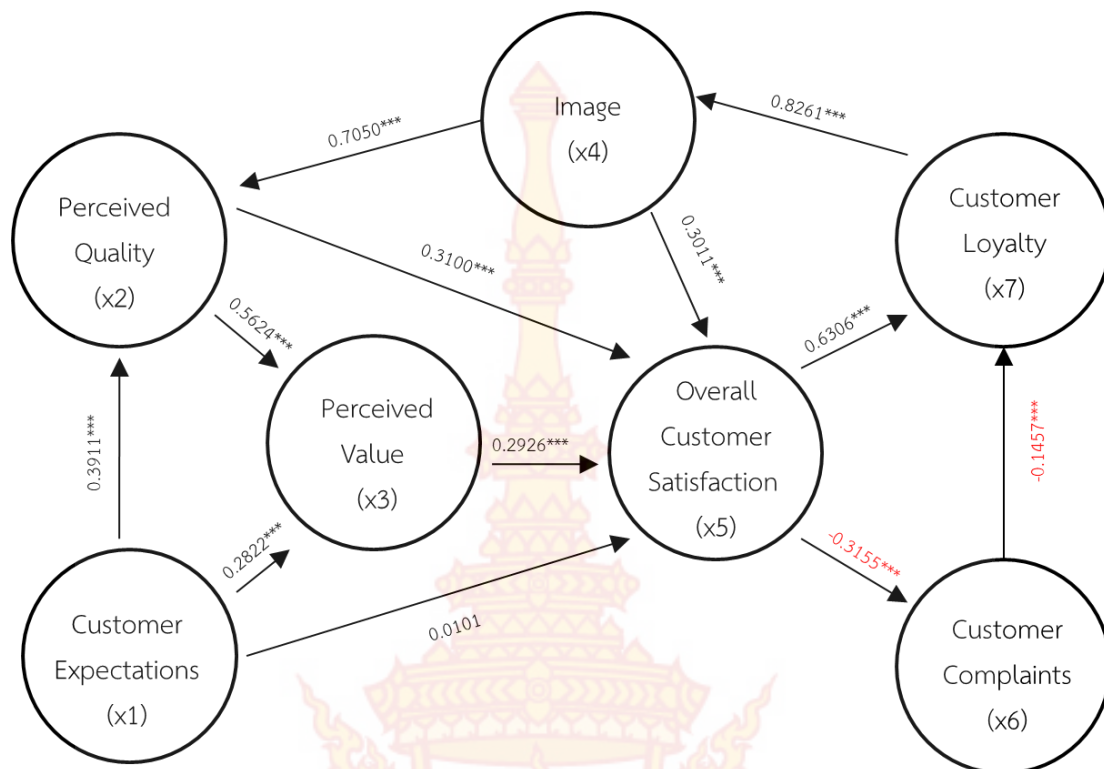 Image
(x4)
0.7050***
0.8261***
Perceived
Quality
(x2)
Customer
Loyalty
(x7)
0.3100***
0.3011***
0.5624***
0.6306***
Perceived
Value
(x3)
0.2926***
Overall
Customer
Satisfaction
(x5)
0.3911***
-0.1457***
0.2822***
-0.3155***
0.0101
Customer
Expectations
(x1)
Customer
Complaints
(x6)